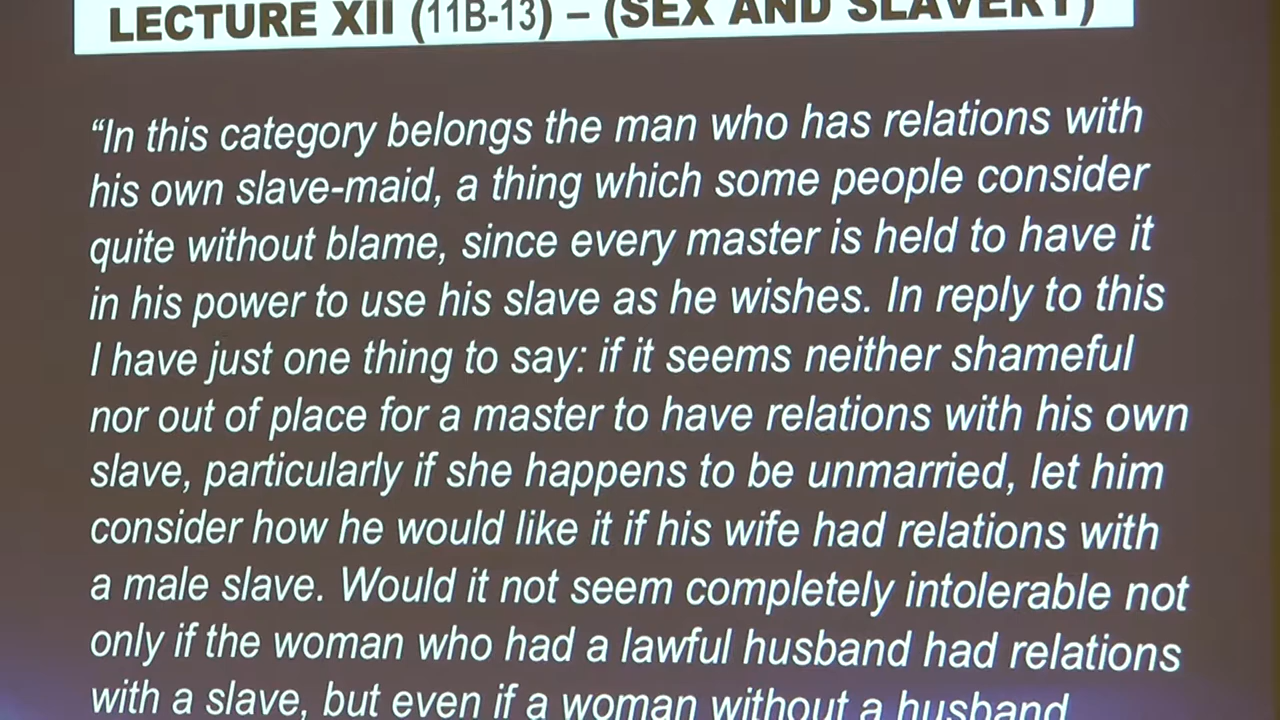 LECTURE XII (11B-13) – (SEX AND SLAVERY)
“In this category belongs the man who has relations with
his own slave-maid, a thing which some people consider
quite without blame, since every master is held to have it
in his power to use his slave as he wishes. In reply to this
I have just one thing to say: if it seems neither shameful
nor out of place for a master to have relations with his own
slave, particularly if she happens to be unmarried, let him
consider how he would like it if his wife had relations with
a male slave. Would it not seem completely intolerable not
only if the woman who had a lawful husband had relations
with a slave, but even if a woman without a husband